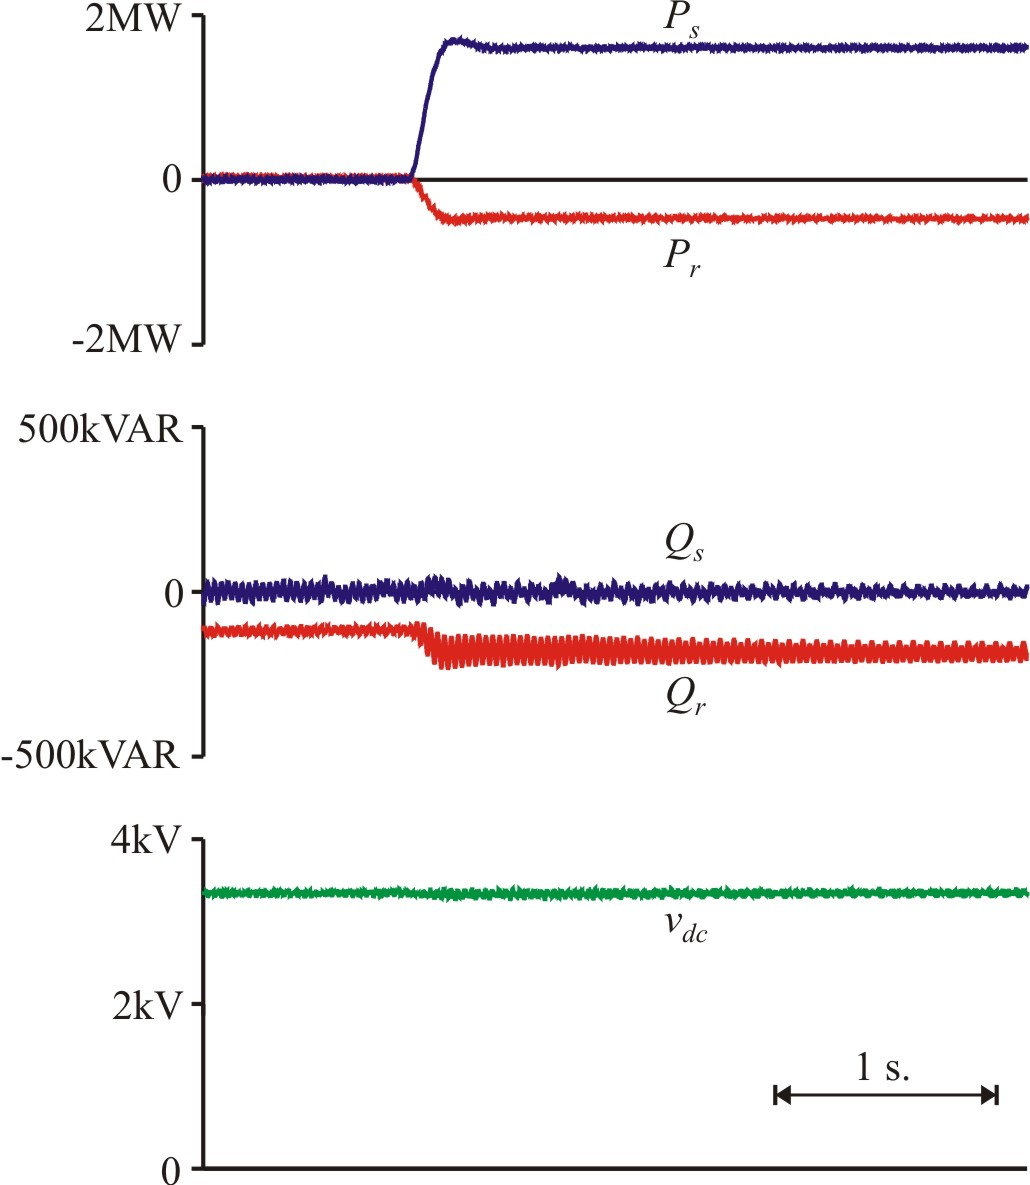 2MW
P_s
0
P_r
-2MW
500kVAR
Q_s
0
Q_r
-500kVAR
4kV
v_dc
2kV
1 s.
0